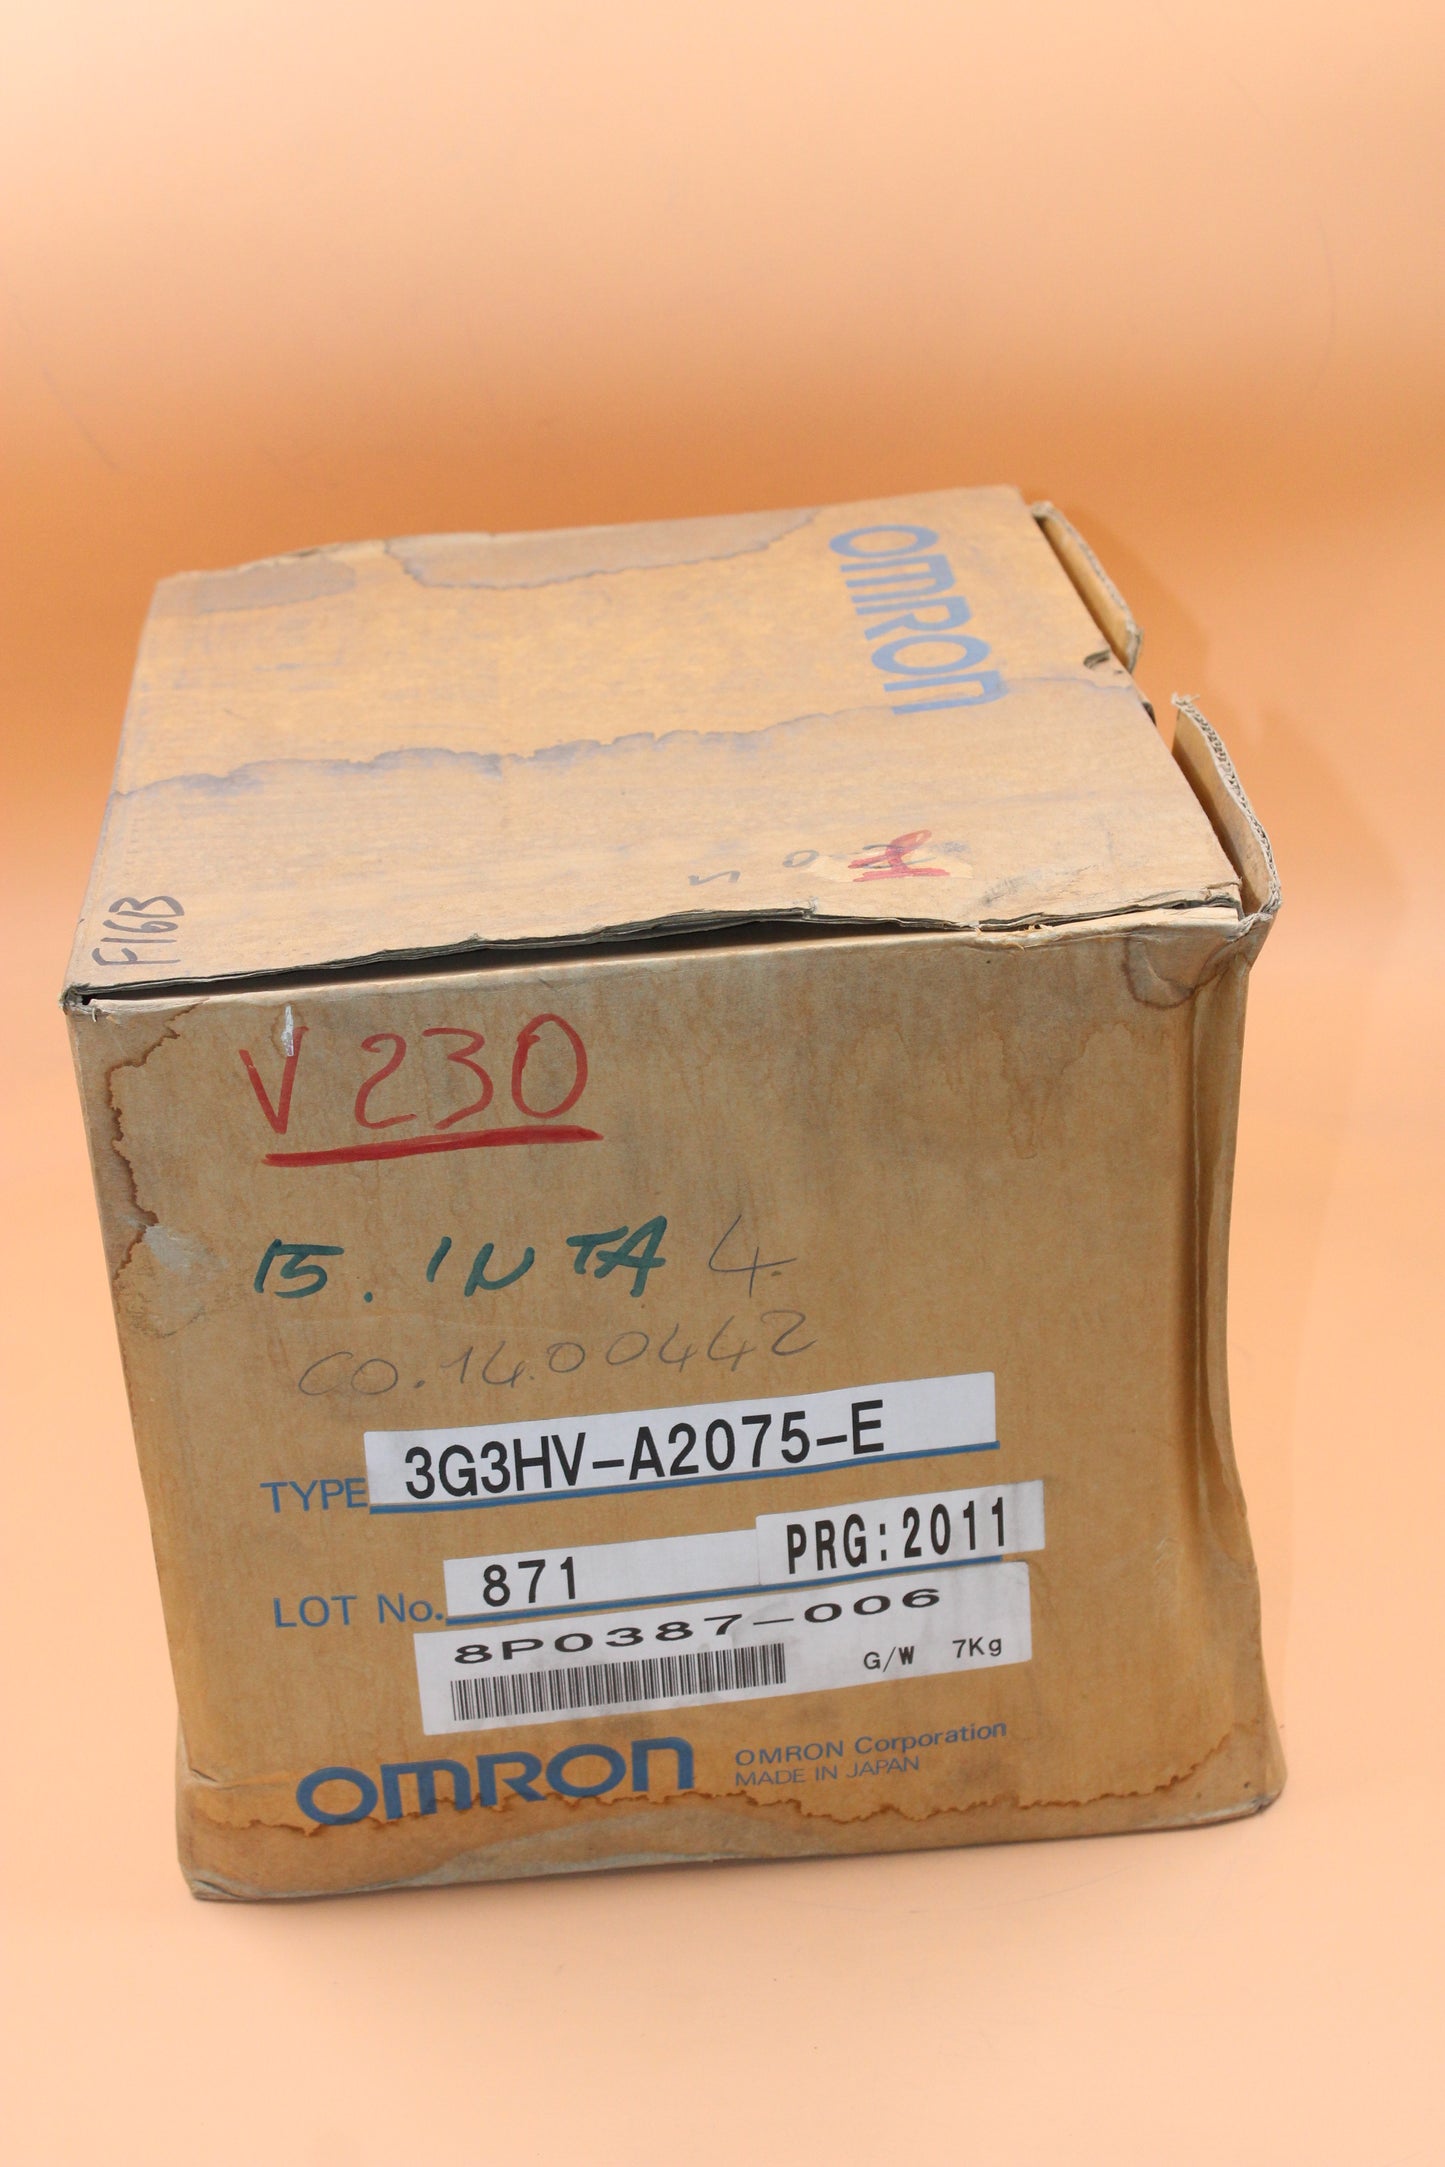 OMRON
F16B
V 230
15. INTA 4
CO.14.00442
TYPE 3G3HV-A2075-E
LOT No. 871 PRG:2011
8P0387-006
G/W 7Kg
OMRON OMRON Corporation
MADE IN JAPAN